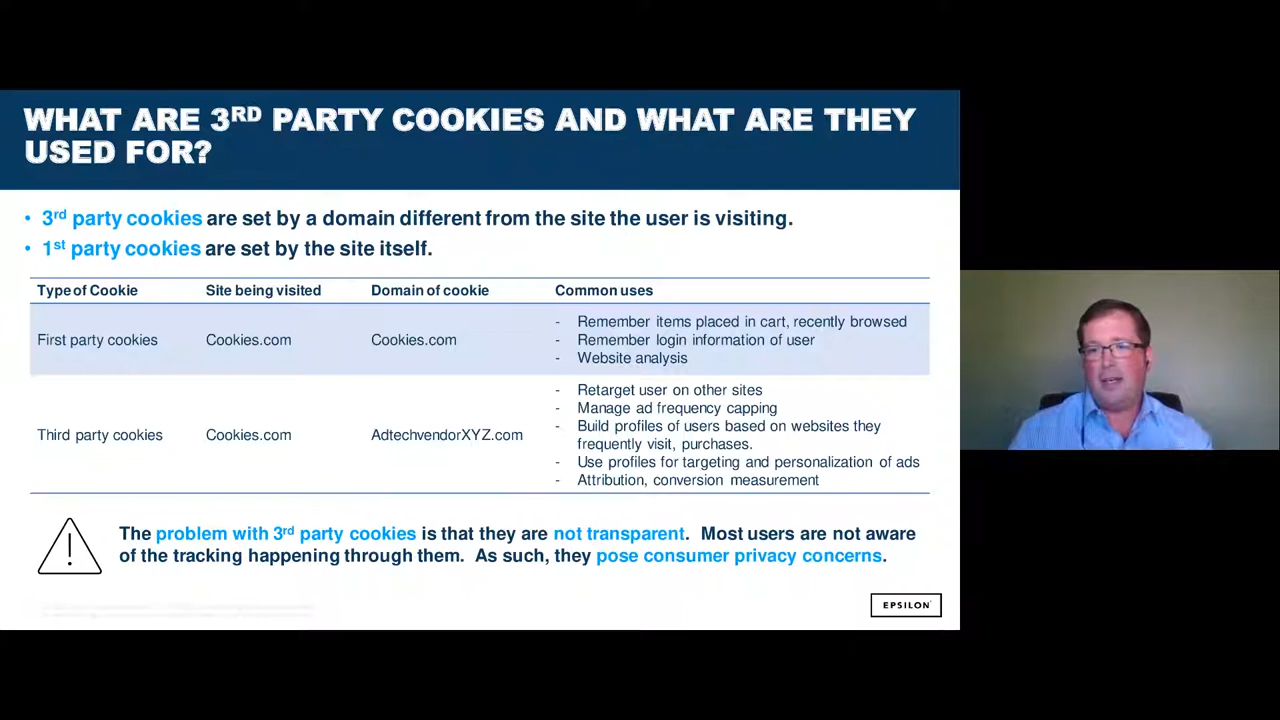 WHAT ARE 3RD PARTY COOKIES AND WHAT ARE THEY
USED FOR?
• 3rd party cookies are set by a domain different from the site the user is visiting.
• 1st party cookies are set by the site itself.
Type of Cookie Site being visited Domain of cookie Common uses
First party cookies Cookies.com Cookies.com
- Remember items placed in cart, recently browsed
- Remember login information of user
- Website analysis
Third party cookies Cookies.com AdtechvendorXYZ.com
- Retarget user on other sites
- Manage ad frequency capping
- Build profiles of users based on websites they
frequently visit, purchases.
- Use profiles for targeting and personalization of ads
- Attribution, conversion measurement
The problem with 3rd party cookies is that they are not transparent. Most users are not aware
of the tracking happening through them. As such, they pose consumer privacy concerns.
EPSILON